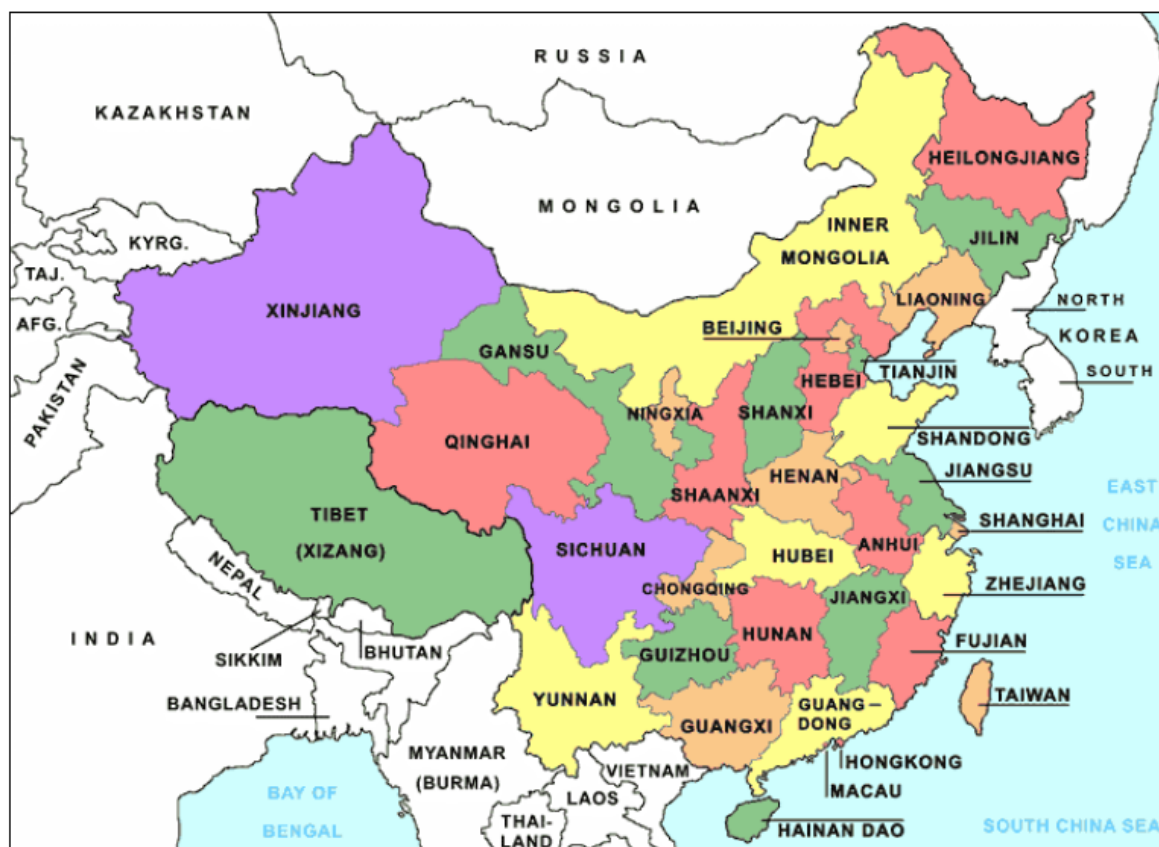 RUSSIA
KAZAKHSTAN
HEILONGJIANG
MONGOLIA
INNER
MONGOLIA
JILIN
KYRG.
TAJ.
XINJIANG
LIAONING
NORTH
KOREA
SOUTH
AFG.
BEIJING
GANSU
TIANJIN
HEBEI
PAKISTAN
NINGXIA
SHANXI
QINGHAI
SHANDONG
HENAN
JIANGSU
SHAANXI
EAST
CHINA
SEA
TIBET
(XIZANG)
SHANGHAI
SICHUAN
HUBEI
ANHUI
NEPAL
CHONGQING
JIANGXI
ZHEJIANG
INDIA
HUNAN
FUJIAN
SIKKIM
BHUTAN
GUIZHOU
BANGLADESH
YUNNAN
GUANGXI
GUANG–
DONG
TAIWAN
MYANMAR
(BURMA)
VIETNAM
HONGKONG
MACAU
LAOS
BAY OF
BENGAL
THAI-
LAND
HAINAN DAO
SOUTH CHINA SEA